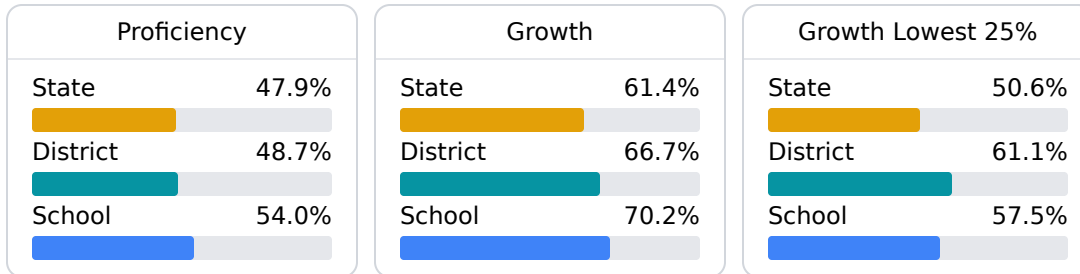 Proficiency
State 47.9%
District 48.7%
School 54.0%
Growth
State 61.4%
District 66.7%
School 70.2%
Growth Lowest 25%
State 50.6%
District 61.1%
School 57.5%